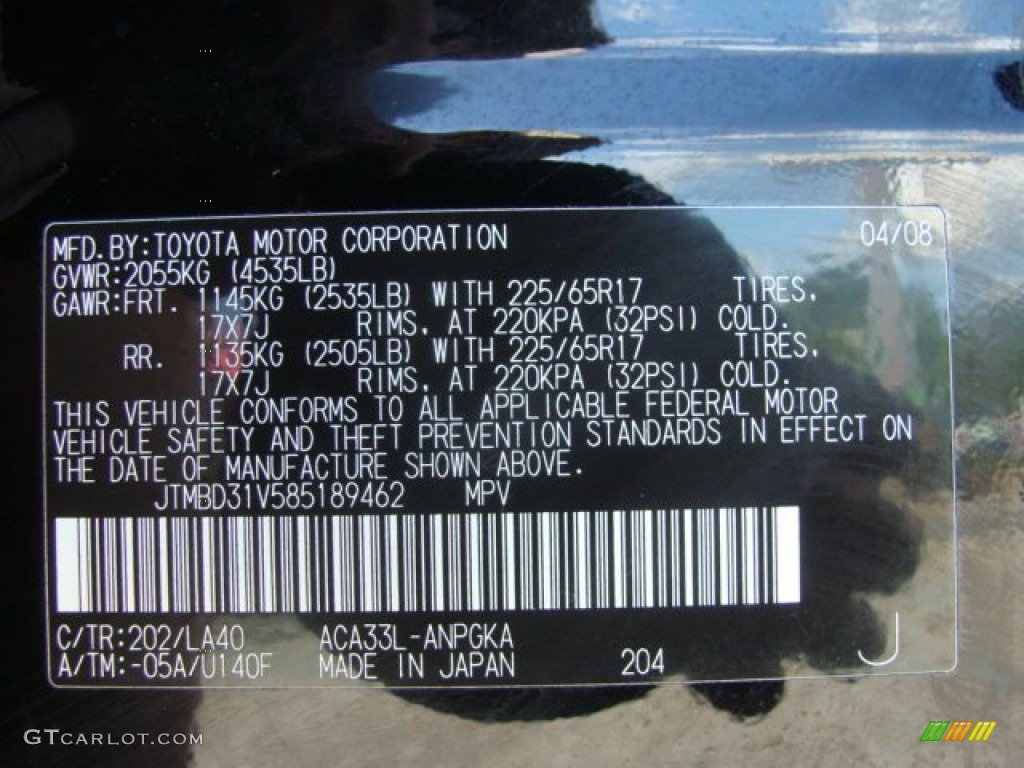 MFD.BY:TOYOTA MOTOR CORPORATION 04/08
GVWR:2055KG (4535LB)
GAWR:FRT. 1145KG (2535LB) WITH 225/65R17 TIRES.
17X7J RIMS. AT 220KPA (32PSI) COLD.
RR. 1135KG (2505LB) WITH 225/65R17 TIRES.
17X7J RIMS. AT 220KPA (32PSI) COLD.
THIS VEHICLE CONFORMS TO ALL APPLICABLE FEDERAL MOTOR
VEHICLE SAFETY AND THEFT PREVENTION STANDARDS IN EFFECT ON
THE DATE OF MANUFACTURE SHOWN ABOVE.
JTMBD31V585189462 MPV
C/TR:202/LA40 ACA33L-ANPGKA
A/TM:-05A/U140F MADE IN JAPAN 204 J
GTCARLOT.COM